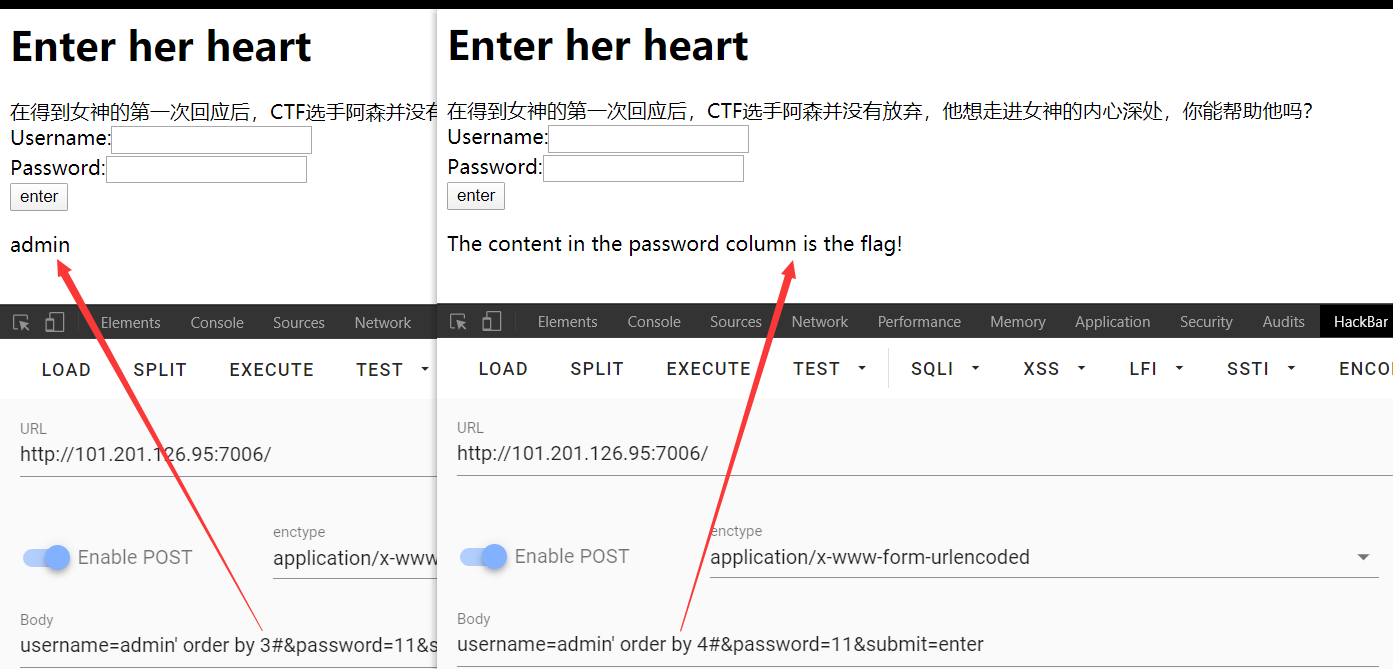 Enter her heart
在得到女神的第一次回应后，CTF选手阿森并没有
Username:
Password:
enter
admin
Elements Console Sources Network
LOAD SPLIT EXECUTE TEST
URL
http://101.201.126.95:7006/
Enable POST
enctype
application/x-www
Body
username=admin' order by 3#&password=11&s
Enter her heart
在得到女神的第一次回应后，CTF选手阿森并没有放弃，他想走进女神的内心深处，你能帮助他吗？
Username:
Password:
enter
The content in the password column is the flag!
Elements Console Sources Network Performance Memory Application Security Audits HackBar
LOAD SPLIT EXECUTE TEST SQLI XSS LFI SSTI ENCO
URL
http://101.201.126.95:7006/
Enable POST
enctype
application/x-www-form-urlencoded
Body
username=admin' order by 4#&password=11&submit=enter